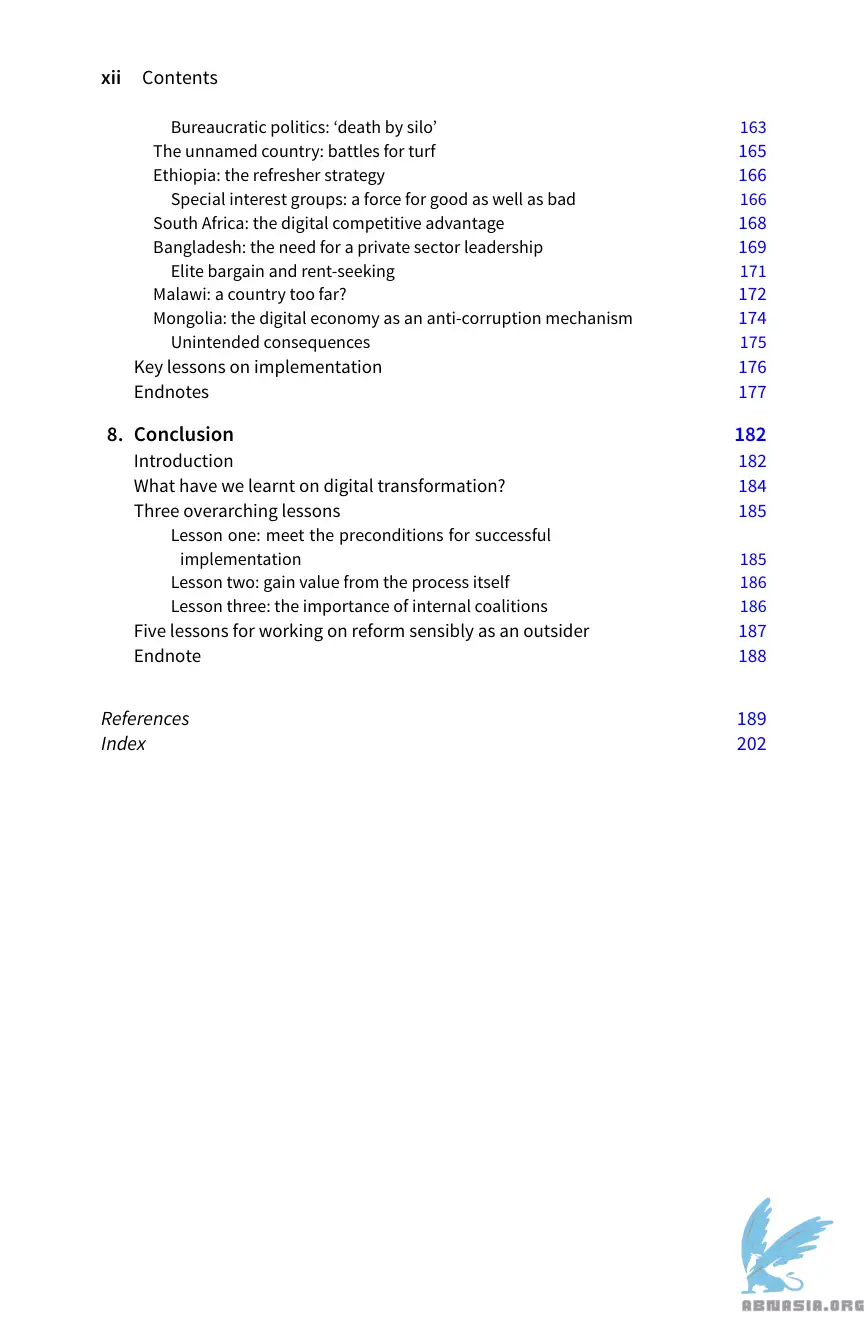 xii Contents
Bureaucratic politics: ‘death by silo’ 163
The unnamed country: battles for turf 165
Ethiopia: the refresher strategy 166
Special interest groups: a force for good as well as bad 166
South Africa: the digital competitive advantage 168
Bangladesh: the need for a private sector leadership 169
Elite bargain and rent-seeking 171
Malawi: a country too far? 172
Mongolia: the digital economy as an anti-corruption mechanism 174
Unintended consequences 175
Key lessons on implementation 176
Endnotes 177
8. Conclusion 182
Introduction 182
What have we learnt on digital transformation? 184
Three overarching lessons 185
Lesson one: meet the preconditions for successful
implementation 185
Lesson two: gain value from the process itself 186
Lesson three: the importance of internal coalitions 186
Five lessons for working on reform sensibly as an outsider 187
Endnote 188
References 189
Index 202
ABNASIA.ORG